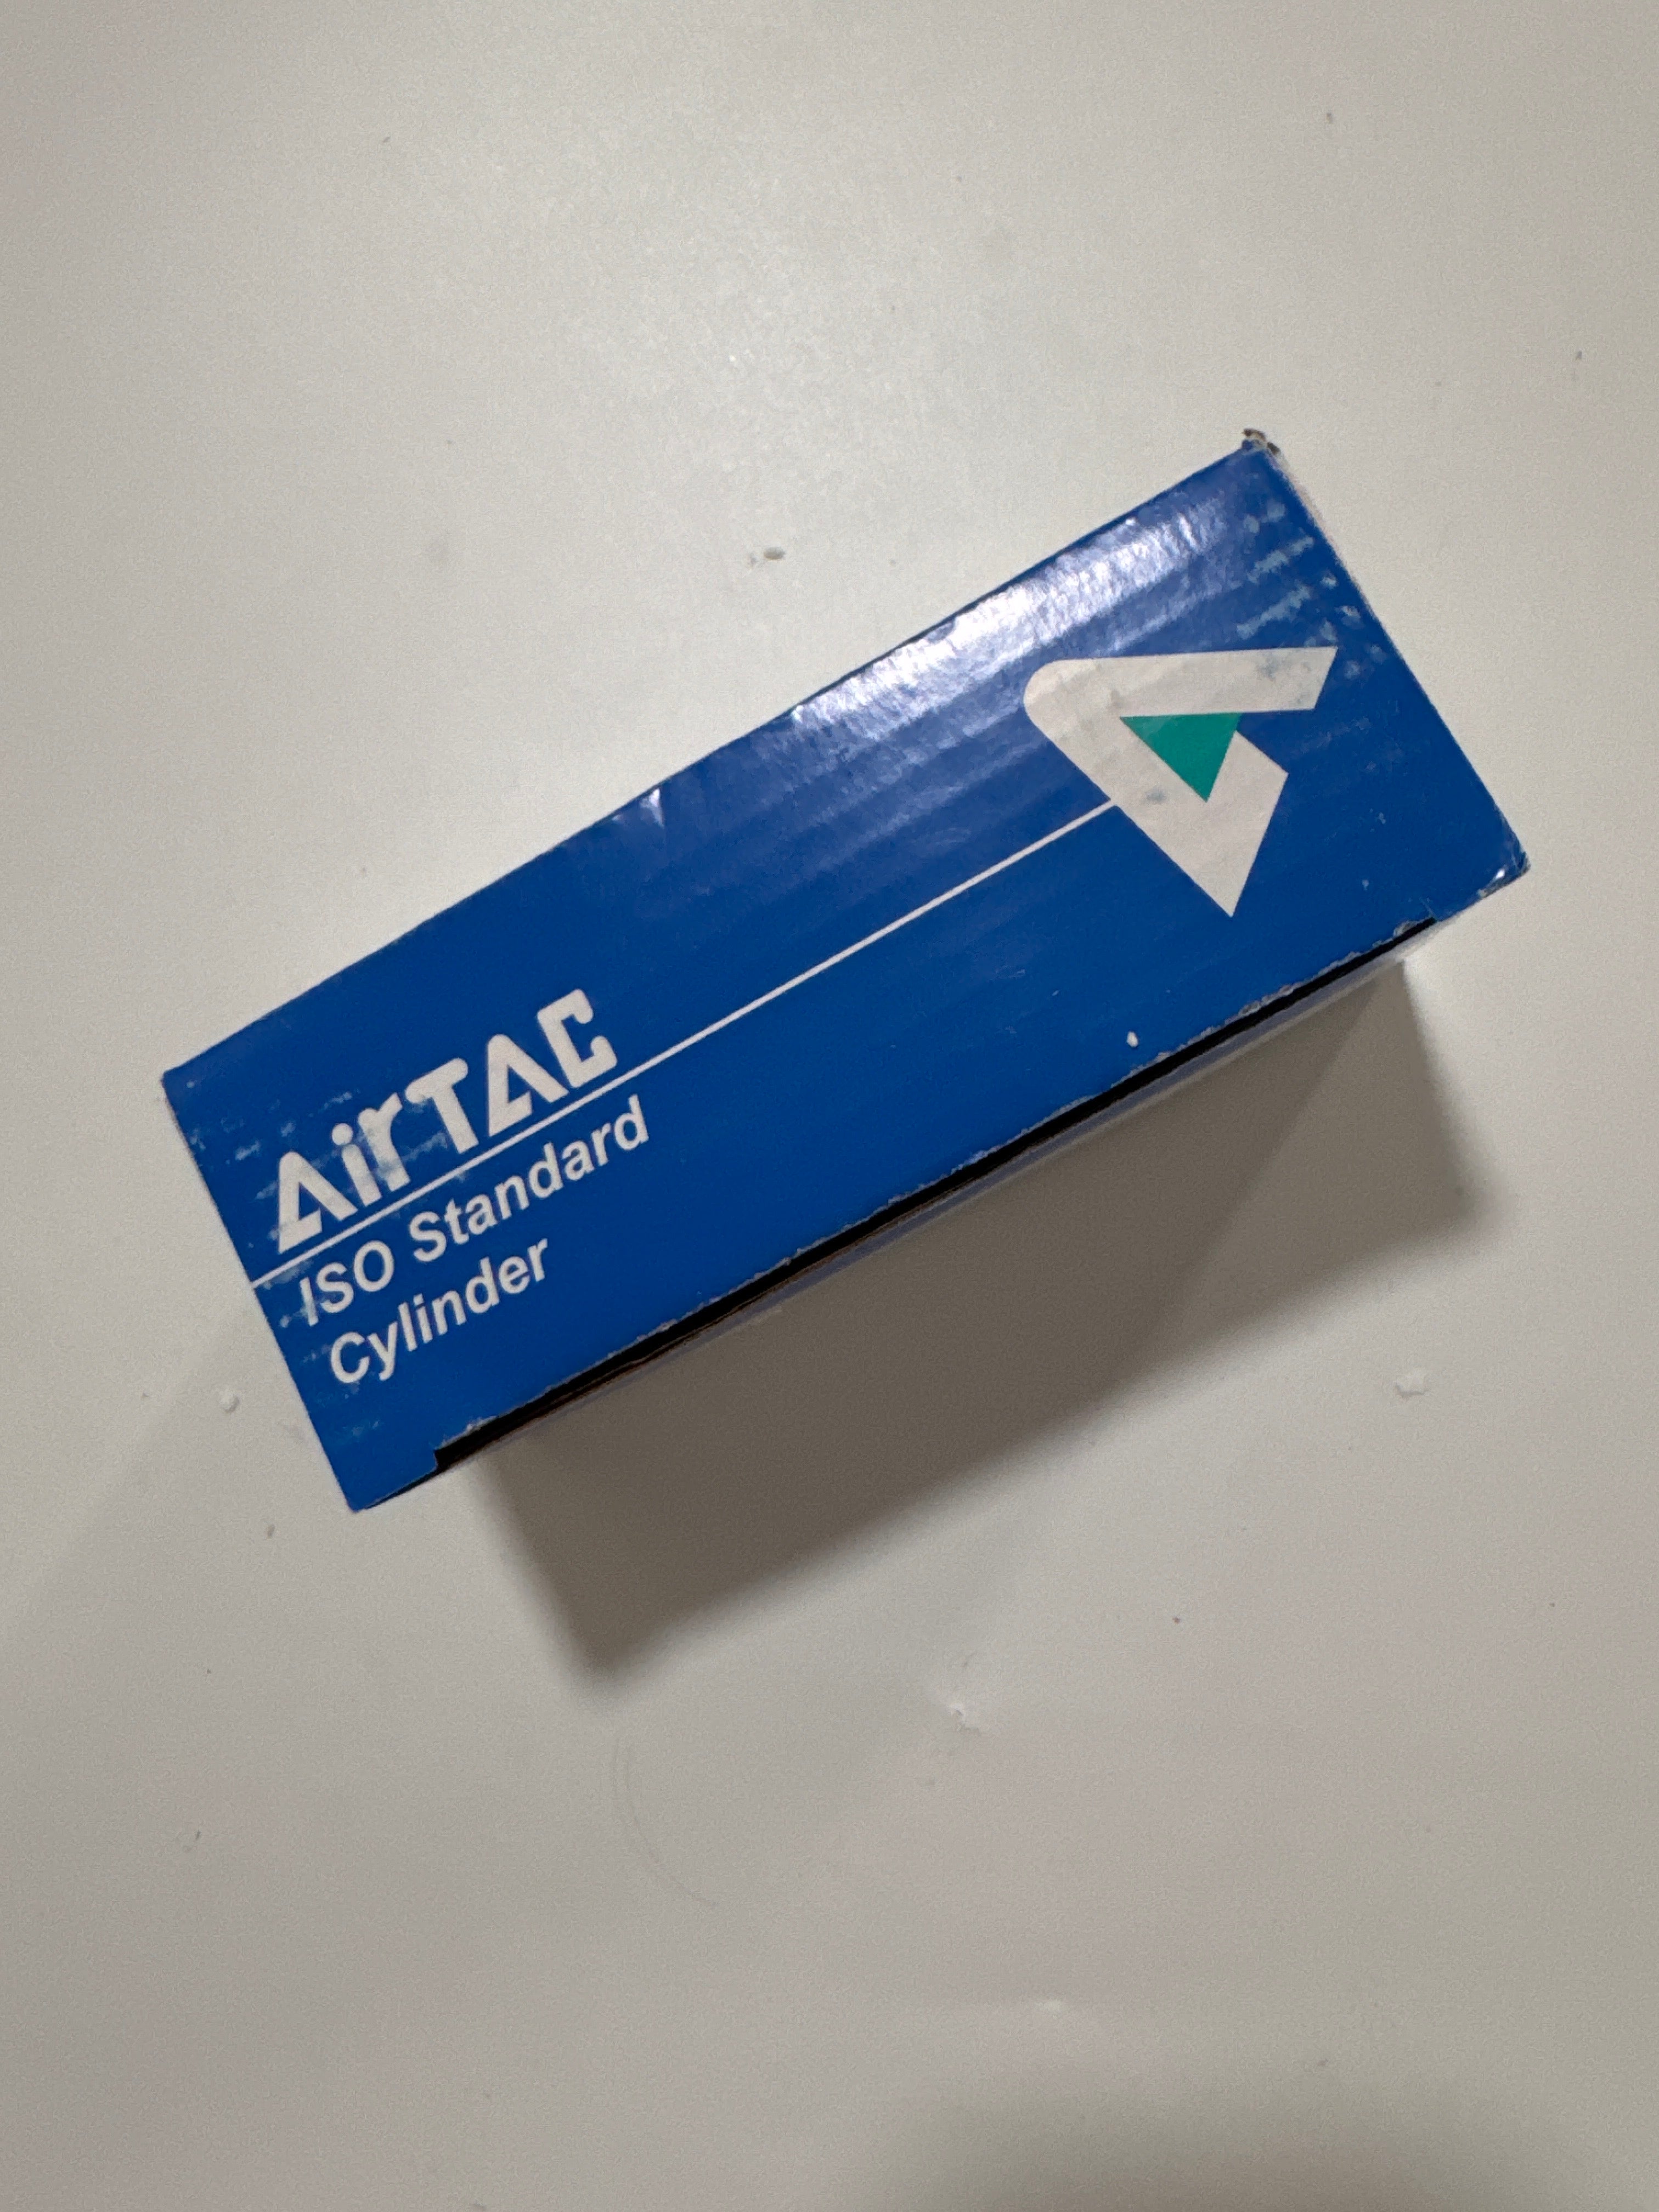 AirTAC
ISO Standard
Cylinder